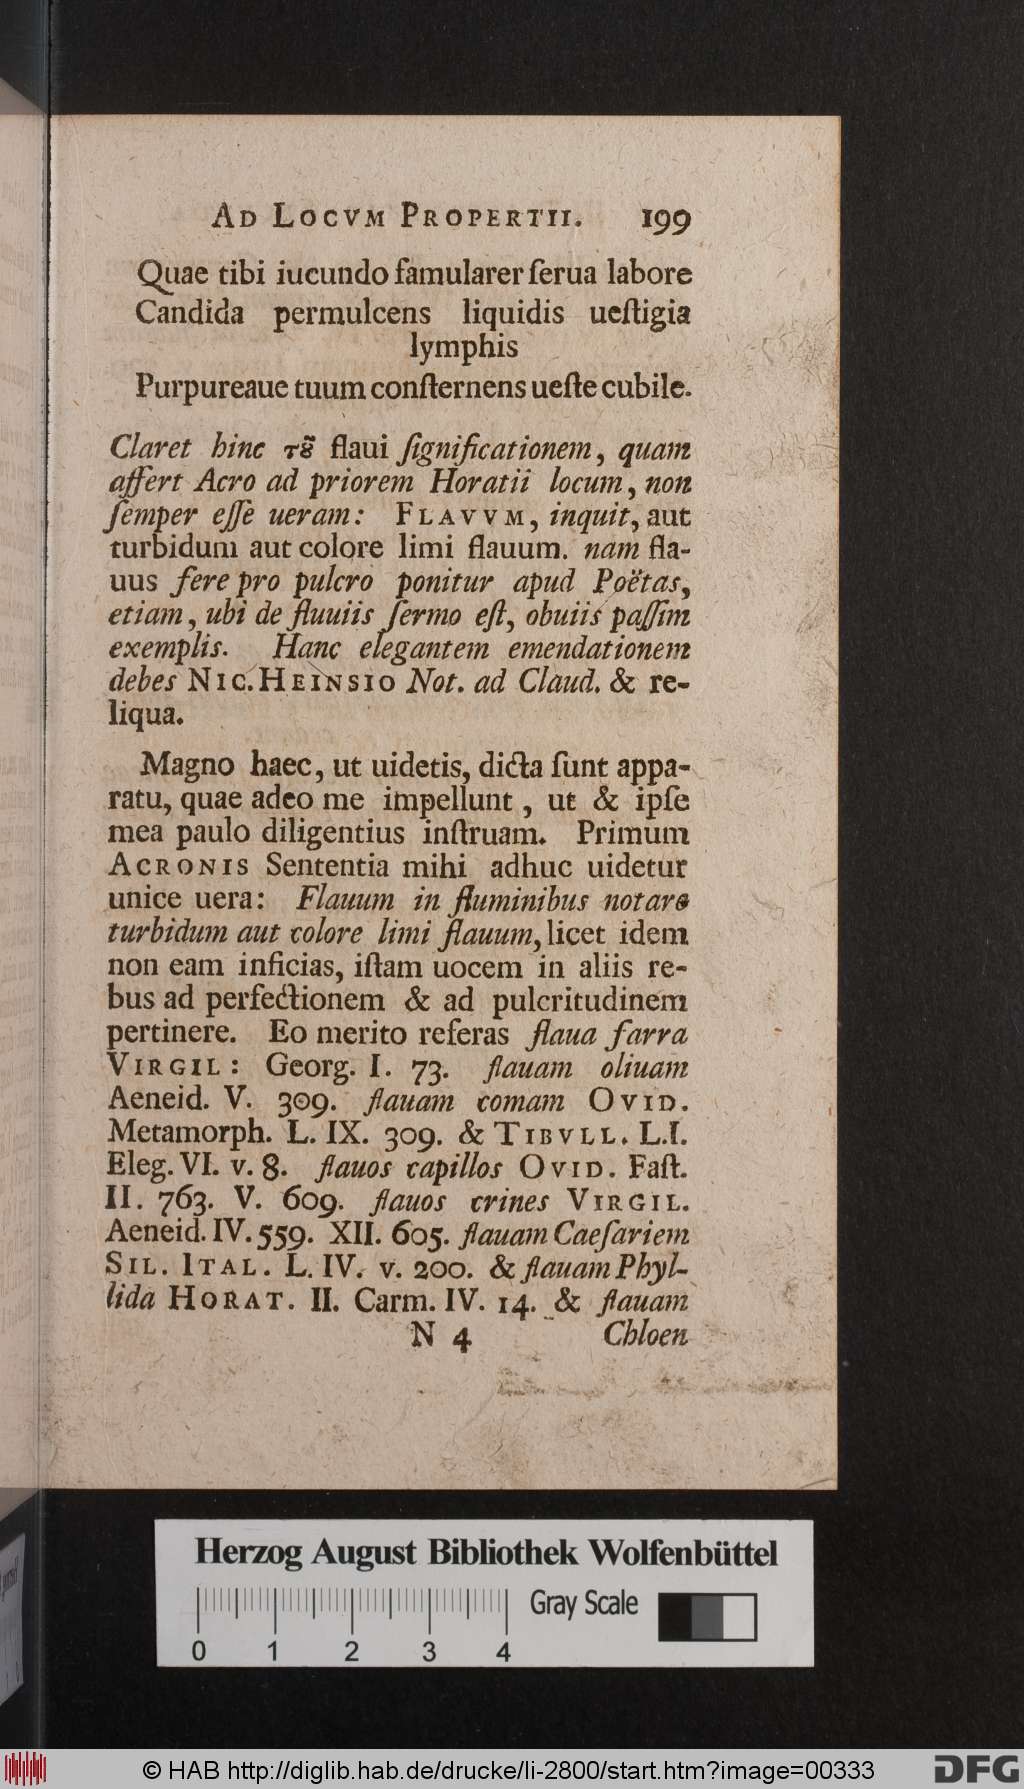 AD LOCVM PROPERTII. 199
Quae tibi iucundo famularer ſerua labore
Candida permulcens liquidis ueſtigia
lymphis
Purpureaue tuum conſternens ueſte cubile.
Claret hinc τȣ͂ flaui ſignificationem, quam
affert Acro ad priorem Horatii locum, non
ſemper eſſe ueram: FLAVVM, inquit, aut
turbidum aut colore limi flauum. nam fla-
uus fere pro pulcro ponitur apud Poëtas,
etiam, ubi de fluuiis ſermo eſt, obuiis paſſim
exemplis. Hanc elegantem emendationem
debes NIC. HEINSIO Not. ad Claud. & re-
liqua.
Magno haec, ut uidetis, dicta ſunt appa-
ratu, quae adeo me impellunt, ut & ipſe
mea paulo diligentius inſtruam. Primum
ACRONIS Sententia mihi adhuc uidetur
unice uera: Flauum in fluminibus notare
turbidum aut colore limi flauum, licet idem
non eam inficias, iſtam uocem in aliis re-
bus ad perfectionem & ad pulcritudinem
pertinere. Eo merito referas flaua farra
VIRGIL: Georg. I. 73. flauam oliuam
Aeneid. V. 309. flauam comam OVID.
Metamorph. L. IX. 309. & TIBVLL. L.I.
Eleg. VI. v. 8. flauos capillos OVID. Faſt.
II. 763. V. 609. flauos crines VIRGIL.
Aeneid. IV. 559. XII. 605. flauam Caeſariem
SIL. ITAL. L. IV. v. 200. & flauam Phyl-
lida HORAT. II. Carm. IV. 14. & flauam
N 4 Chloen
Herzog August Bibliothek Wolfenbüttel
Gray Scale
0 1 2 3 4
© HAB http://diglib.hab.de/drucke/li-2800/start.htm?image=00333
DFG